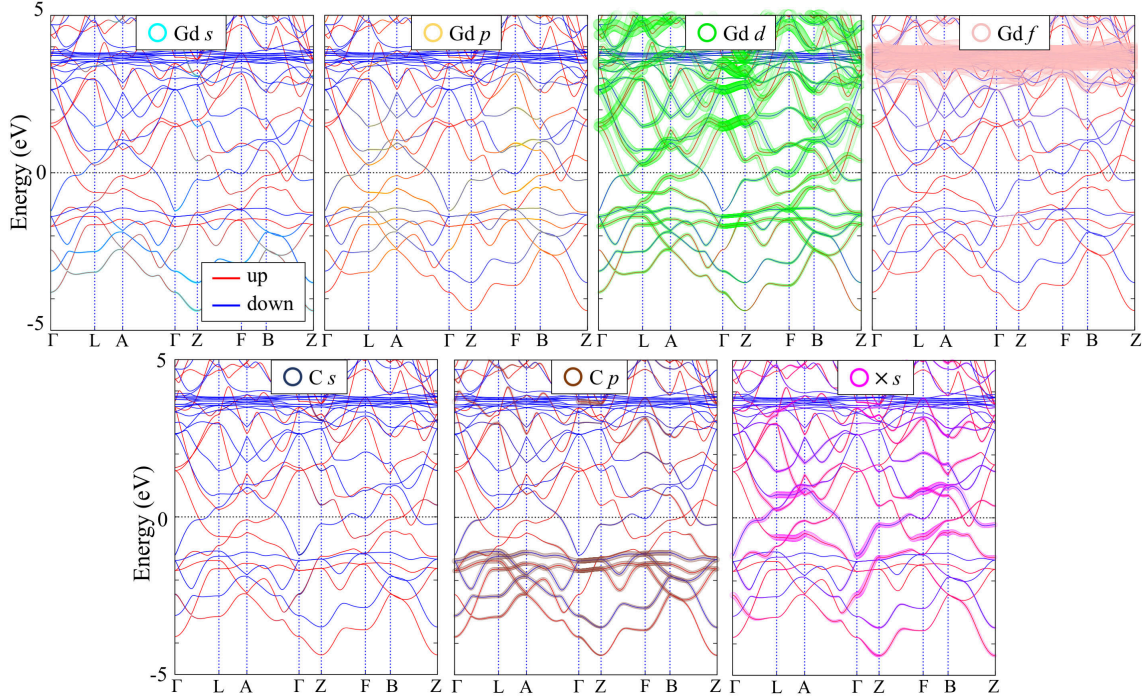 Gd s
Gd p
Gd d
Gd f
5
0
-5
Energy (eV)
up
down
Γ L A Γ Z F B Z
Γ L A Γ Z F B Z
Γ L A Γ Z F B Z
Γ L A Γ Z F B Z
C s
C p
× s
5
0
-5
Energy (eV)
Γ L A Γ Z F B Z
Γ L A Γ Z F B Z
Γ L A Γ Z F B Z